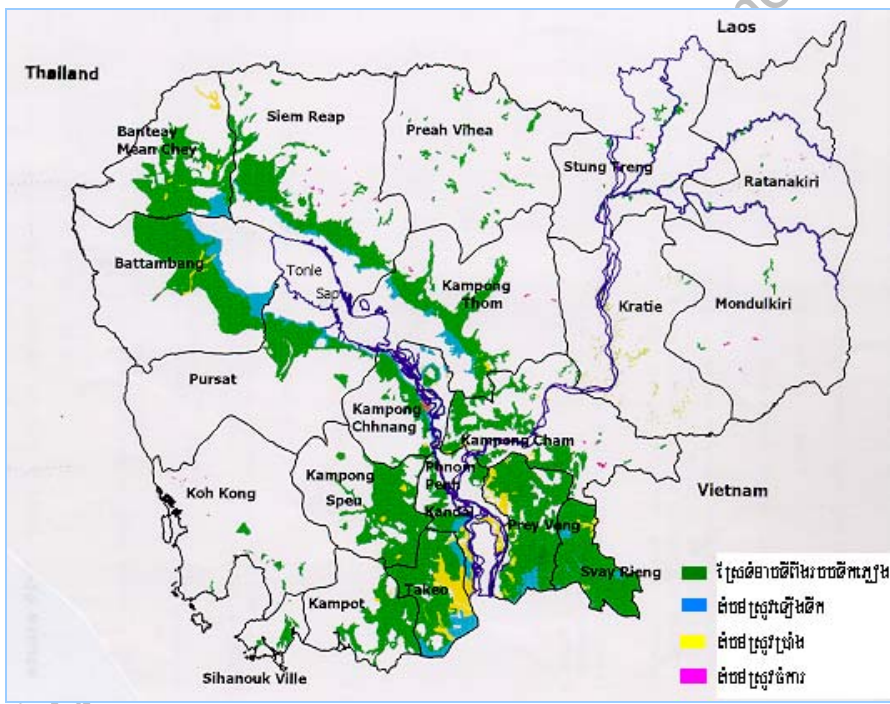 Laos
Thailand
Siem Reap
Preah Vihea
Banteay
Mean Chey
Stung Treng
Ratanakiri
Battambang
Tonle
Sap
Kampong
Thom
Kratie
Mondulkiri
Pursat
Kampong
Chhnang
Kampong Cham
Kampong
Speu
Phnom
Penh
Koh Kong
Kandal
Prey Veng
Vietnam
Svay Rieng
Takeo
Kampot
Sihanouk Ville
តំបន់ស្រូវឡើងទឹក
តំបន់ស្រូវប្រាំង
តំបន់ស្រូវចំការ